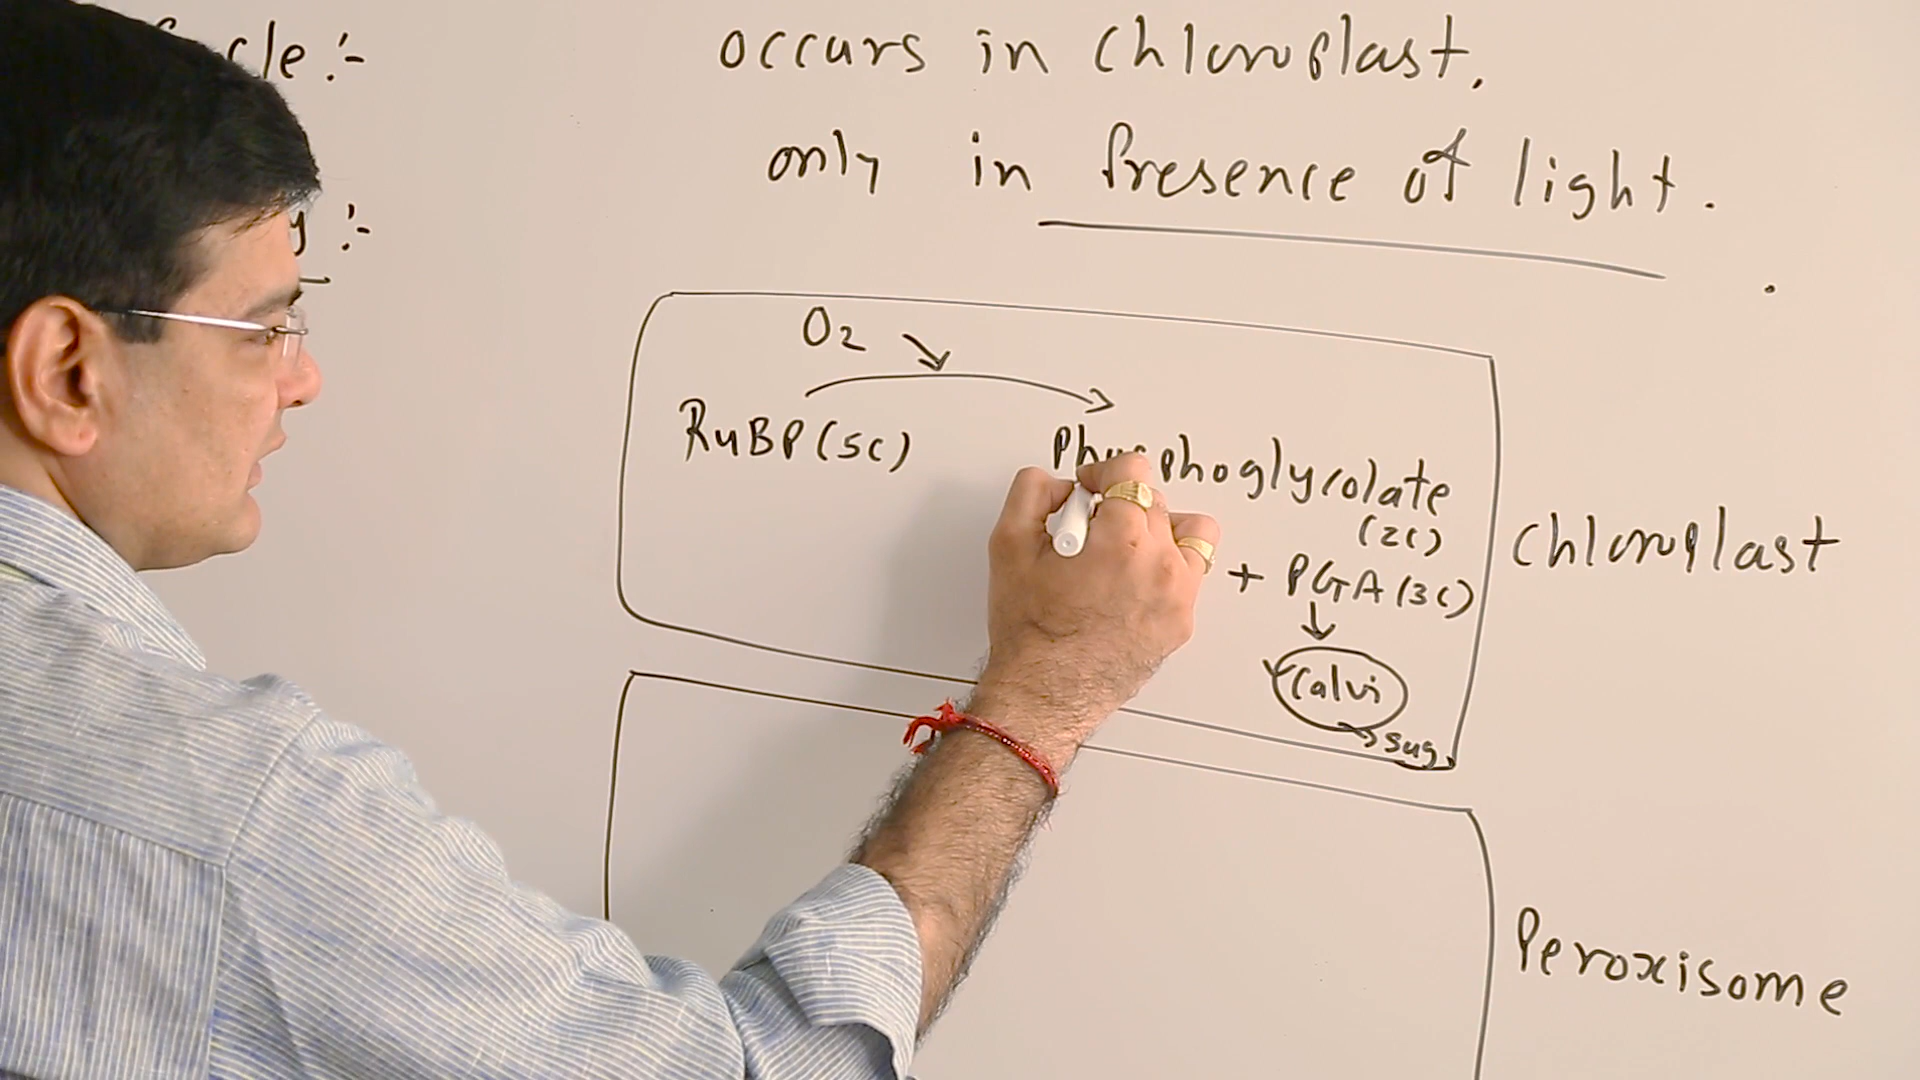 cle :-
occurs in chloroplast.
only in presence of light.
y :-
O2
RuBP(5C)
Phosphoglycolate
(2C)
+ PGA(3C)
Calvi
sug.
Chloroplast
Peroxisome